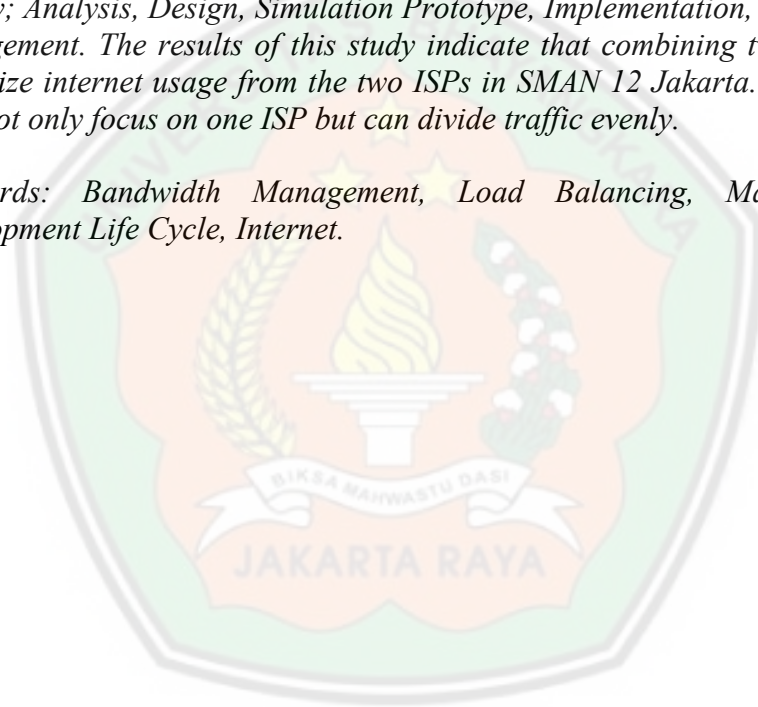 y; Analysis, Design, Simulation Prototype, Implementation,
gement. The results of this study indicate that combining t
ize internet usage from the two ISPs in SMAN 12 Jakarta.
ot only focus on one ISP but can divide traffic evenly.
rds: Bandwidth Management, Load Balancing, Ma
opment Life Cycle, Internet.
BIKSA MAHWASTU DASI
JAKARTA RAYA